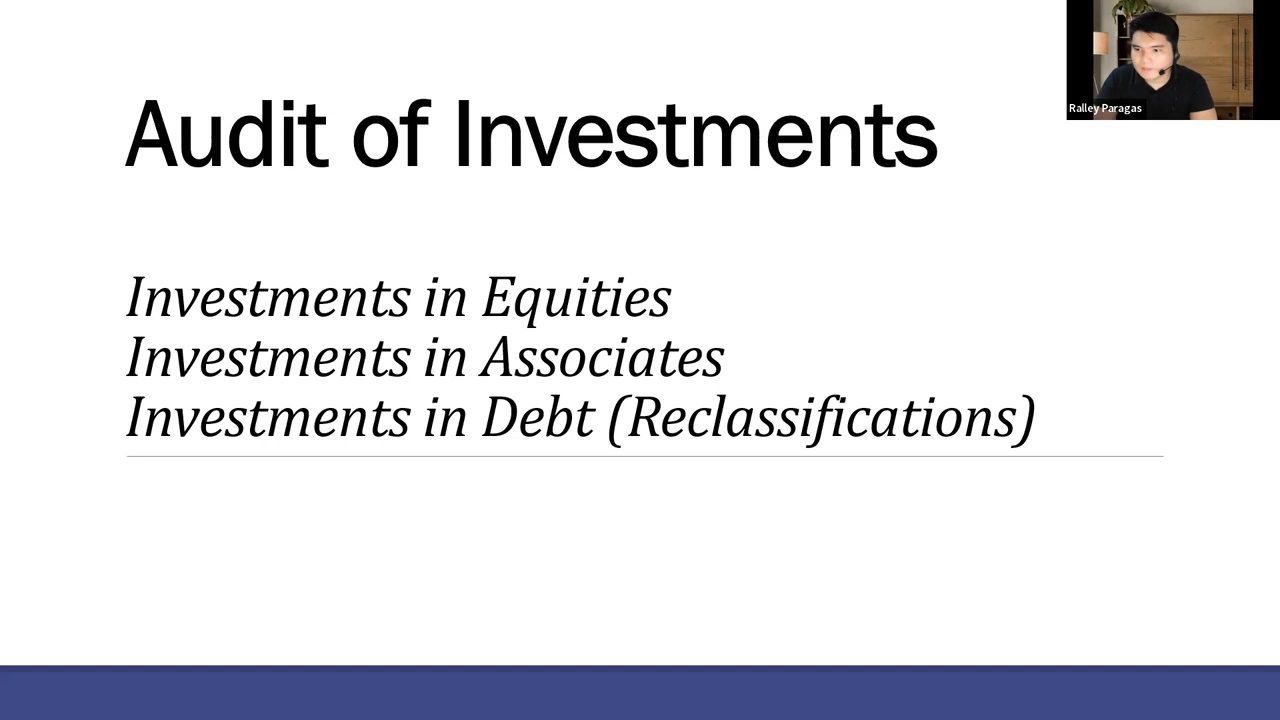 Audit of Investments
Ralley Paragas
Investments in Equities
Investments in Associates
Investments in Debt (Reclassifications)